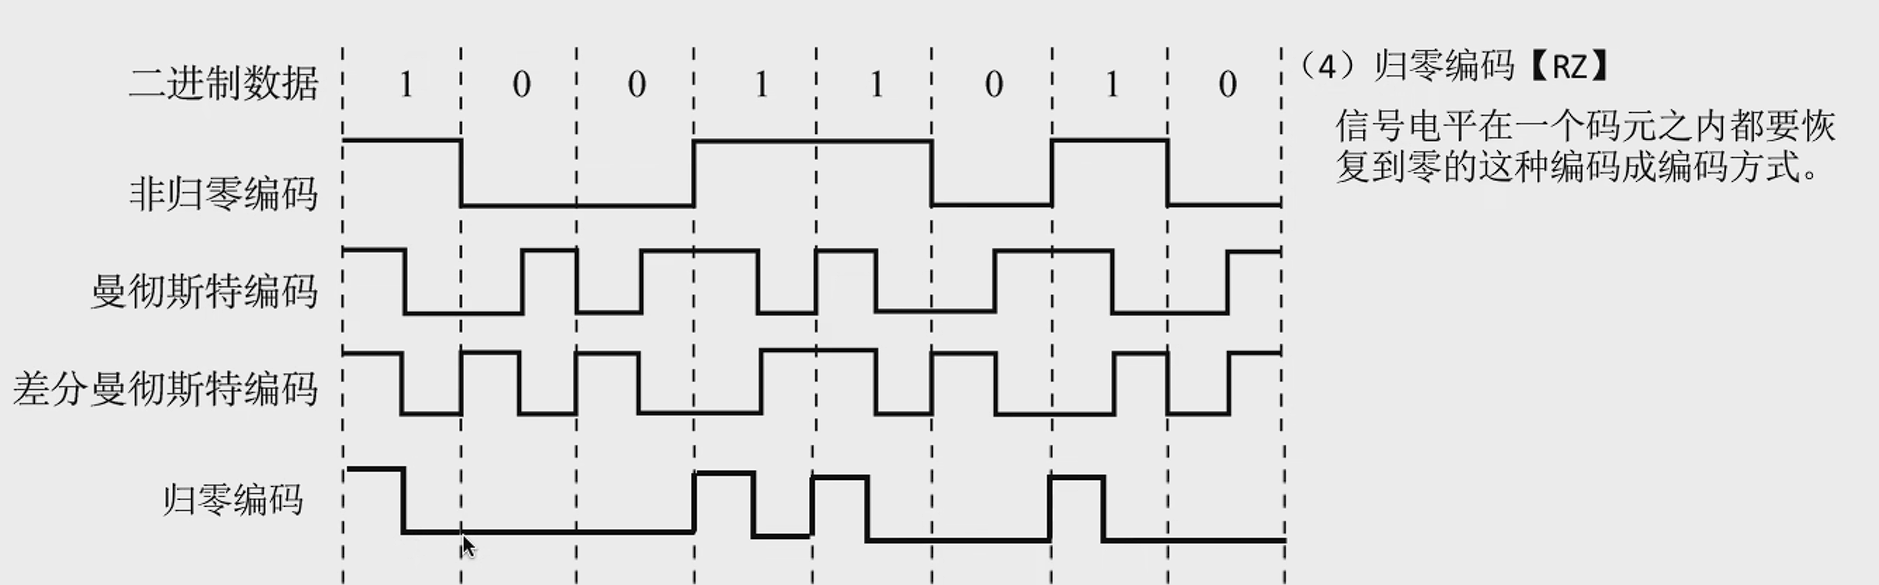 二进制数据 1 0 0 1 1 0 1 0
非归零编码
曼彻斯特编码
差分曼彻斯特编码
归零编码
(4)归零编码【RZ】
信号电平在一个码元之内都要恢
复到零的这种编码成编码方式。